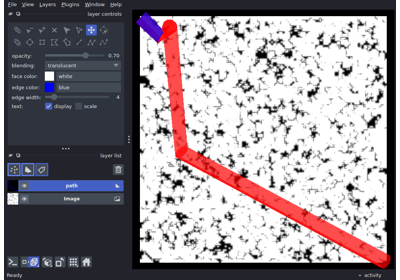 File View Layers Plugins Window Help
layer controls
opacity: 0.70
blending: translucent
face color: white
edge color: blue
edge width: 4
text: display scale
layer list
path
Image
Ready
activity